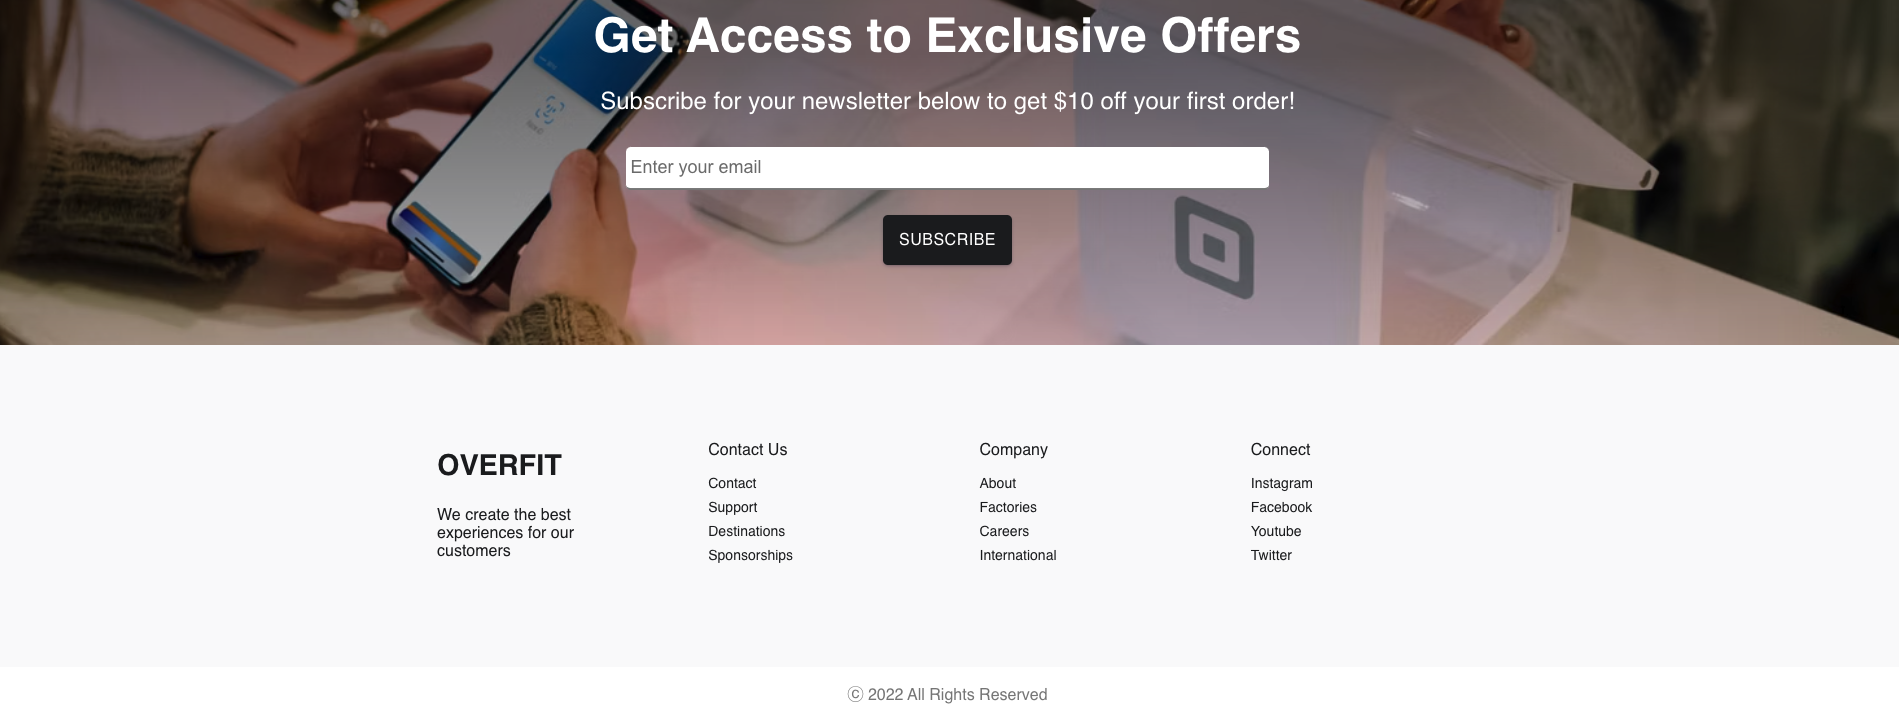 Get Access to Exclusive Offers
Subscribe for your newsletter below to get $10 off your first order!
Enter your email
SUBSCRIBE
OVERFIT
We create the best
experiences for our
customers
Contact Us
Contact
Support
Destinations
Sponsorships
Company
About
Factories
Careers
International
Connect
Instagram
Facebook
Youtube
Twitter
ⓒ 2022 All Rights Reserved